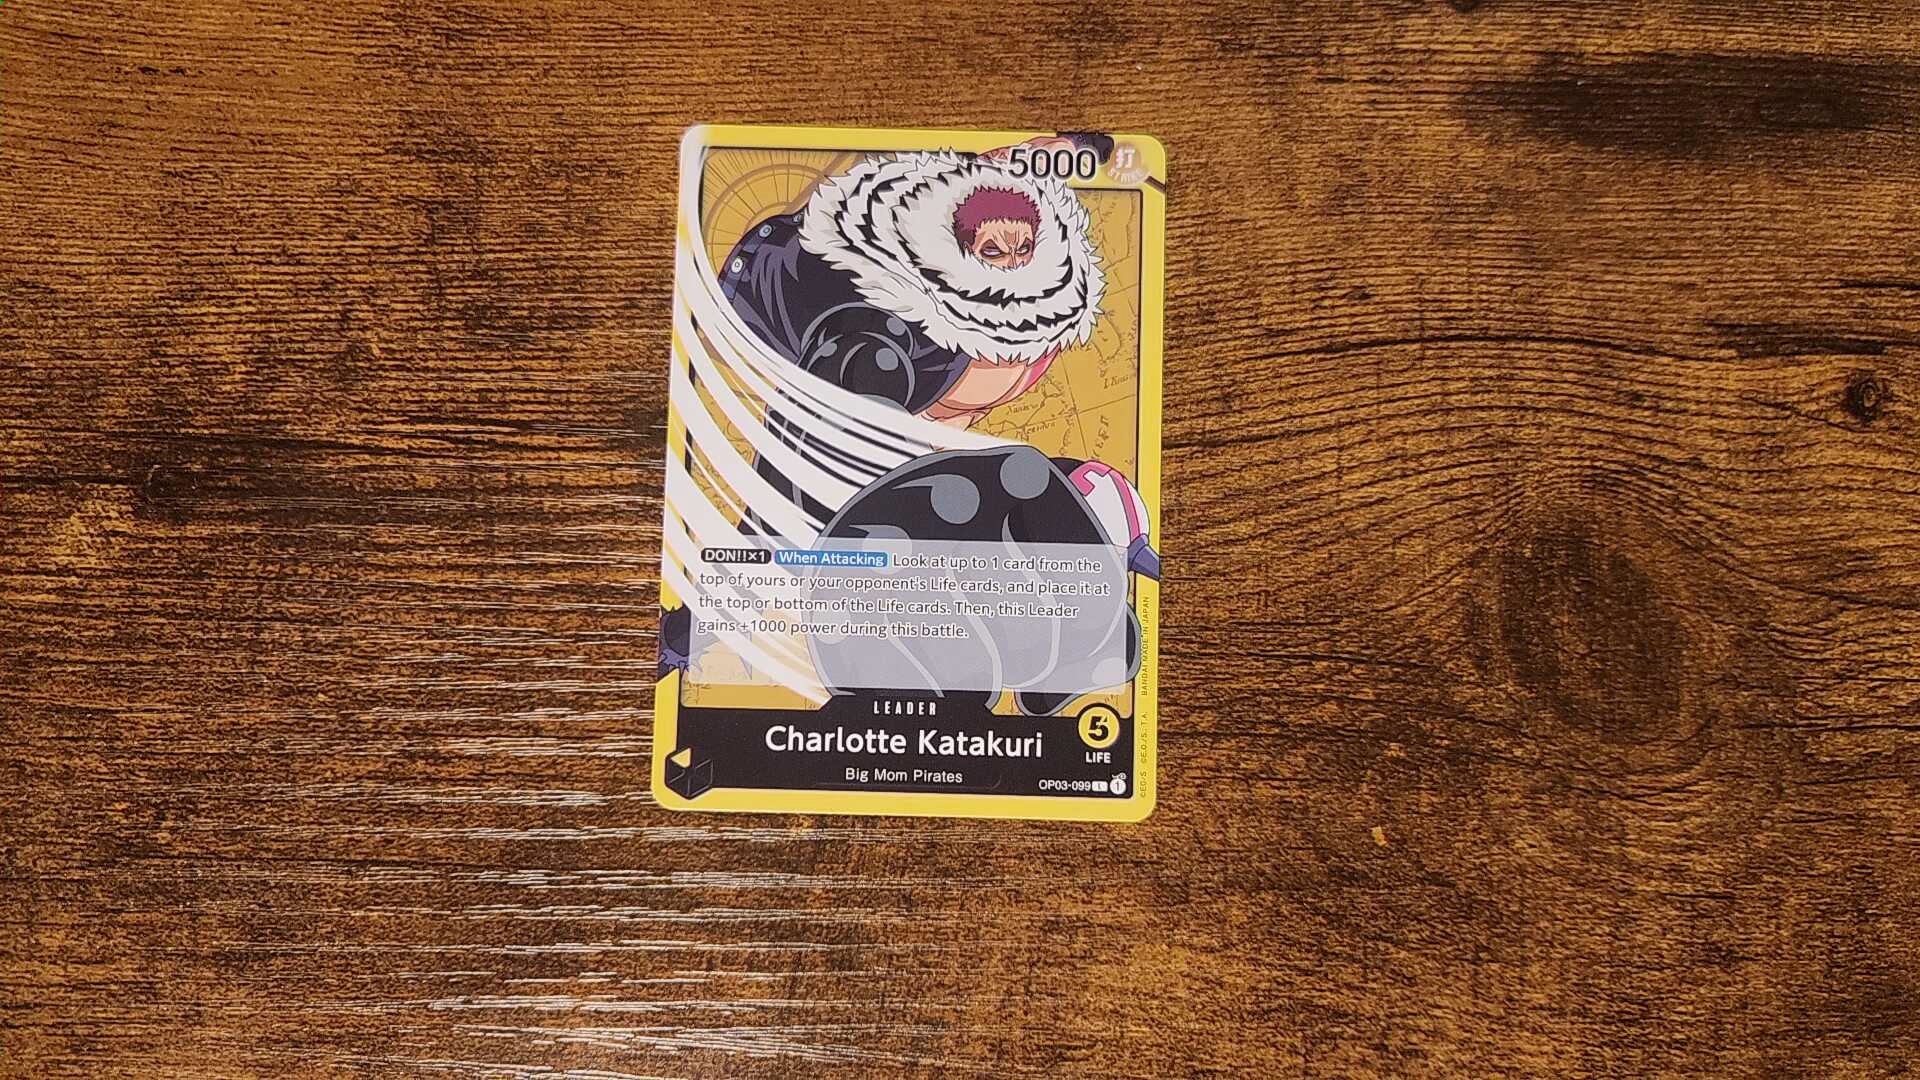 5000 打
STRIKE
DON!!×1 When Attacking Look at up to 1 card from the
top of yours or your opponent's Life cards, and place it at
the top or bottom of the Life cards. Then, this Leader
gains +1000 power during this battle.
LEADER
5
Charlotte Katakuri
LIFE
Big Mom Pirates
OP03-099 L 1
©E.O./S. ©E.O./S., T.A. BANDAI MADE IN JAPAN